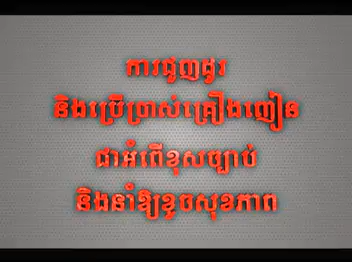 ការជួញដូរ
និងប្រើប្រាស់គ្រឿងញៀន
ជាអំពើខុសច្បាប់
និងនាំឱ្យខូចសុខភាព